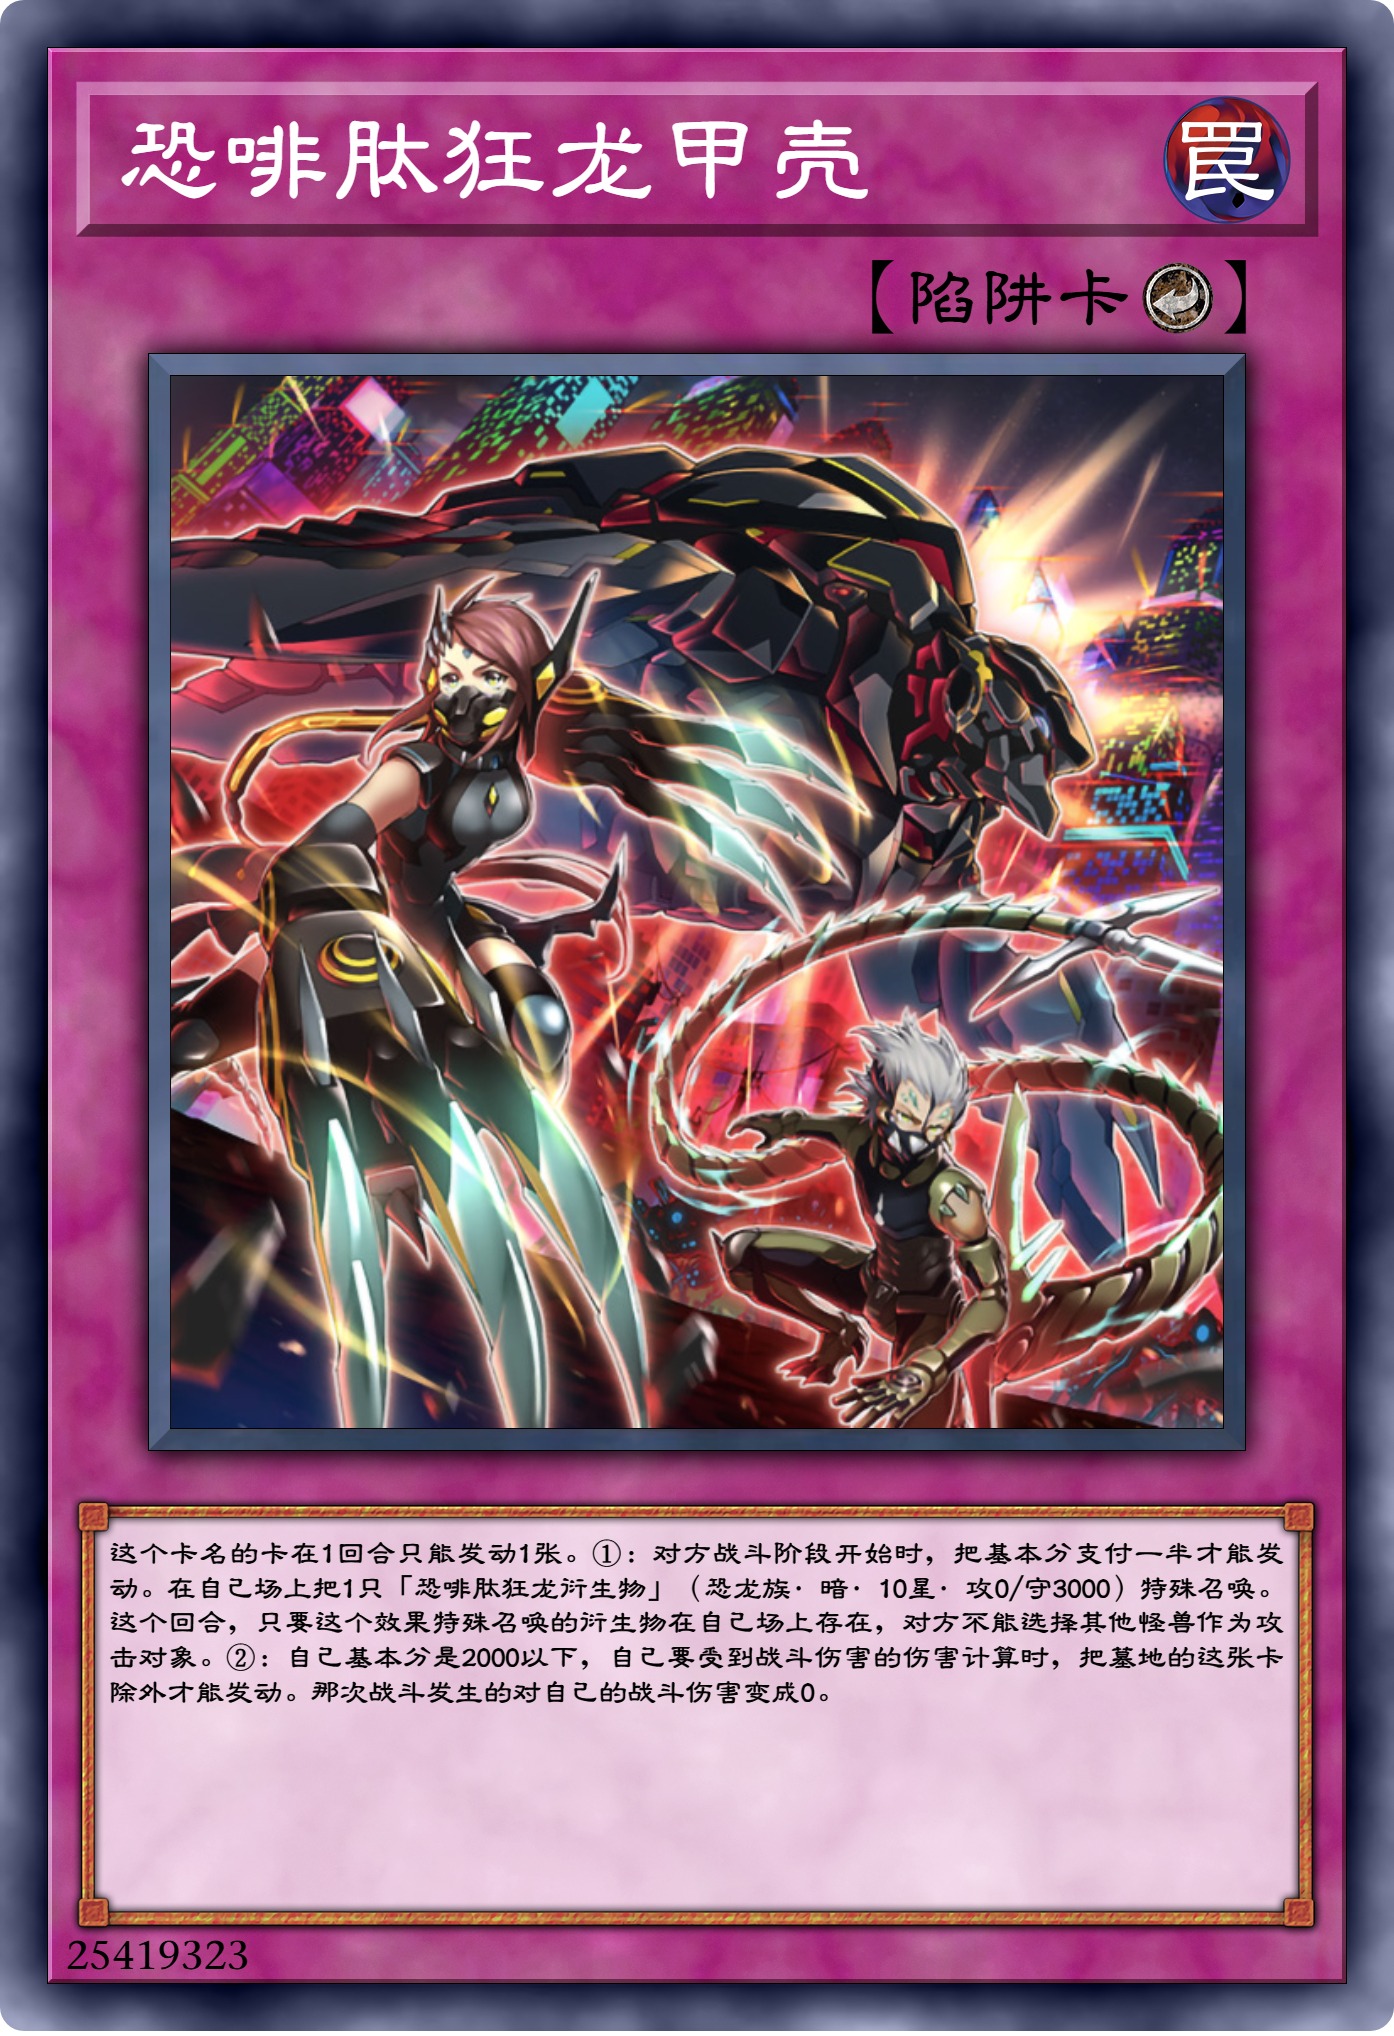 恐啡肽狂龙甲壳
罠
【陷阱卡】
这个卡名的卡在1回合只能发动1张。①：对方战斗阶段开始时，把基本分支付一半才能发
动。在自己场上把1只「恐啡肽狂龙衍生物」（恐龙族·暗·10星·攻0/守3000）特殊召唤。
这个回合，只要这个效果特殊召唤的衍生物在自己场上存在，对方不能选择其他怪兽作为攻
击对象。②：自己基本分是2000以下，自己要受到战斗伤害的伤害计算时，把墓地的这张卡
除外才能发动。那次战斗发生的对自己的战斗伤害变成0。
25419323